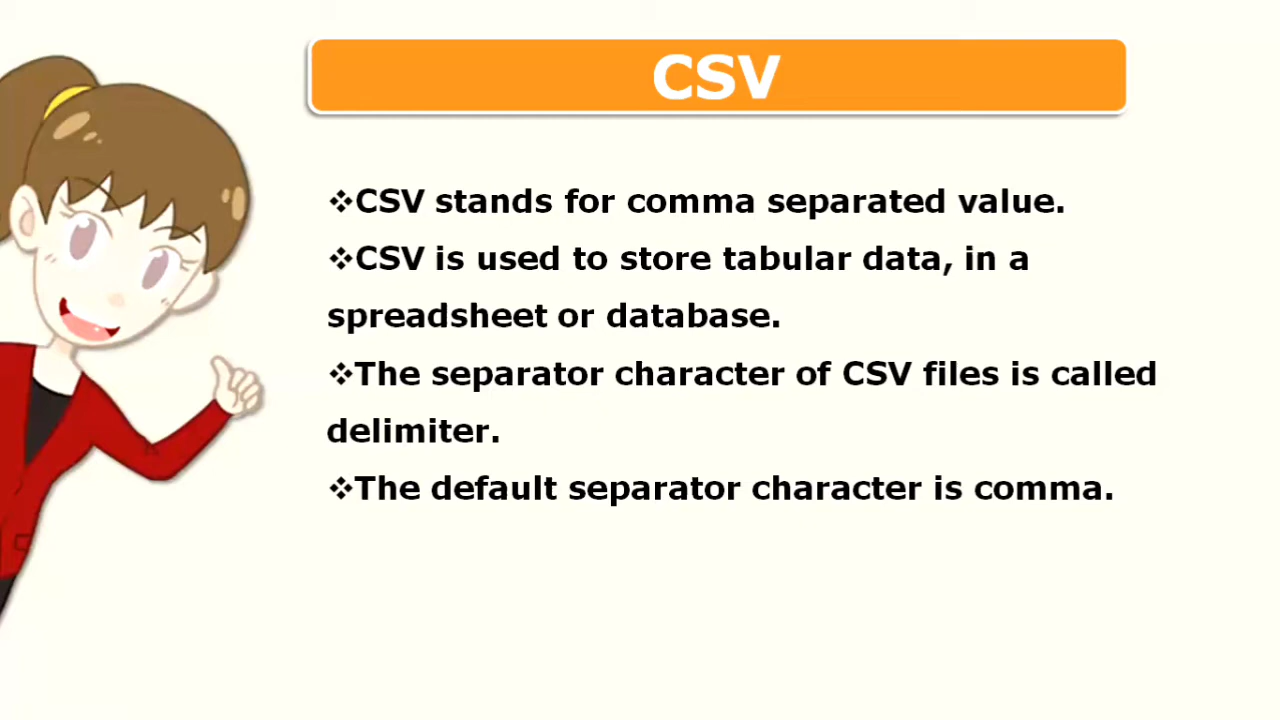 CSV
❖CSV stands for comma separated value.
❖CSV is used to store tabular data, in a
spreadsheet or database.
❖The separator character of CSV files is called
delimiter.
❖The default separator character is comma.